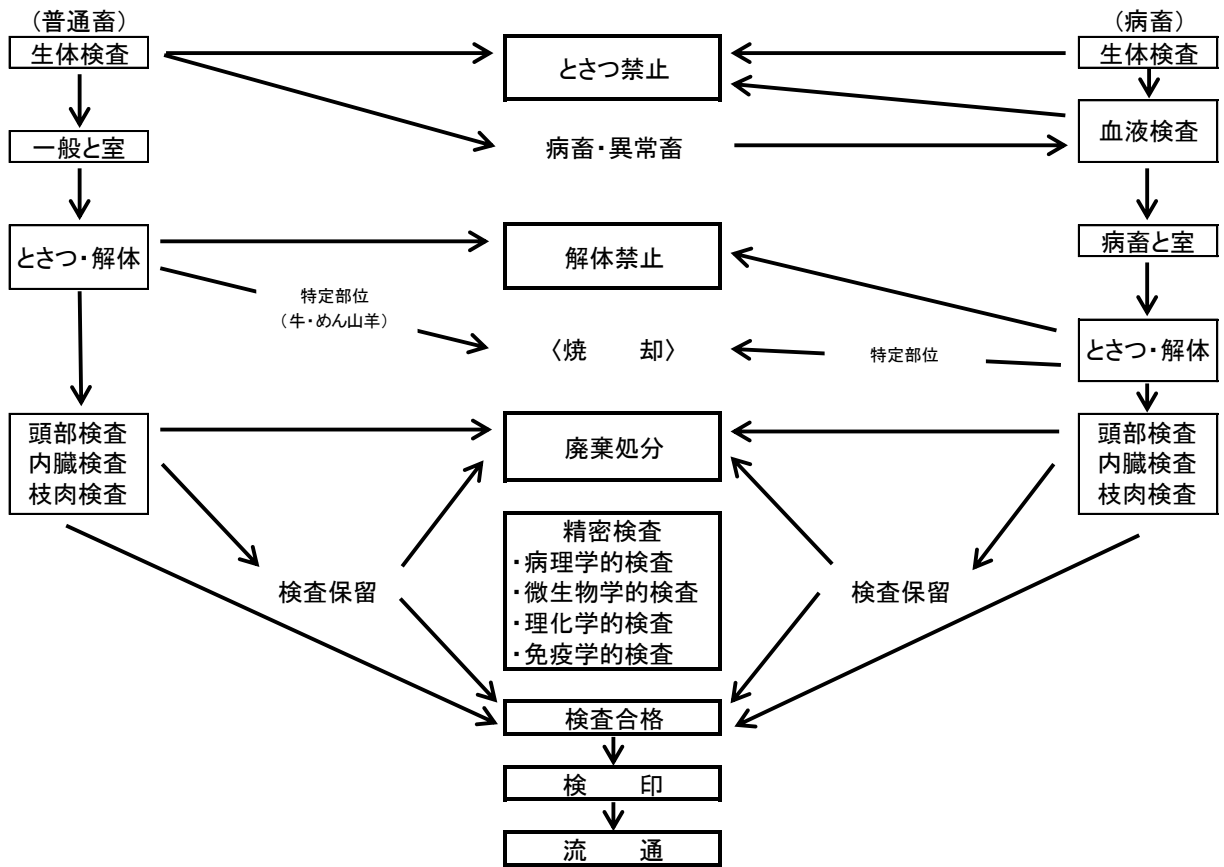 （普通畜）
（病畜）
生体検査
とさつ禁止
生体検査
一般と室
病畜・異常畜
血液検査
病畜と室
とさつ・解体
解体禁止
特定部位
（牛・めん山羊）
〈焼　　却〉
特定部位
とさつ・解体
頭部検査
内臓検査
枝肉検査
廃棄処分
頭部検査
内臓検査
枝肉検査
精密検査
・病理学的検査
・微生物学的検査
・理化学的検査
・免疫学的検査
検査保留
検査保留
検査合格
検　　印
流　　通